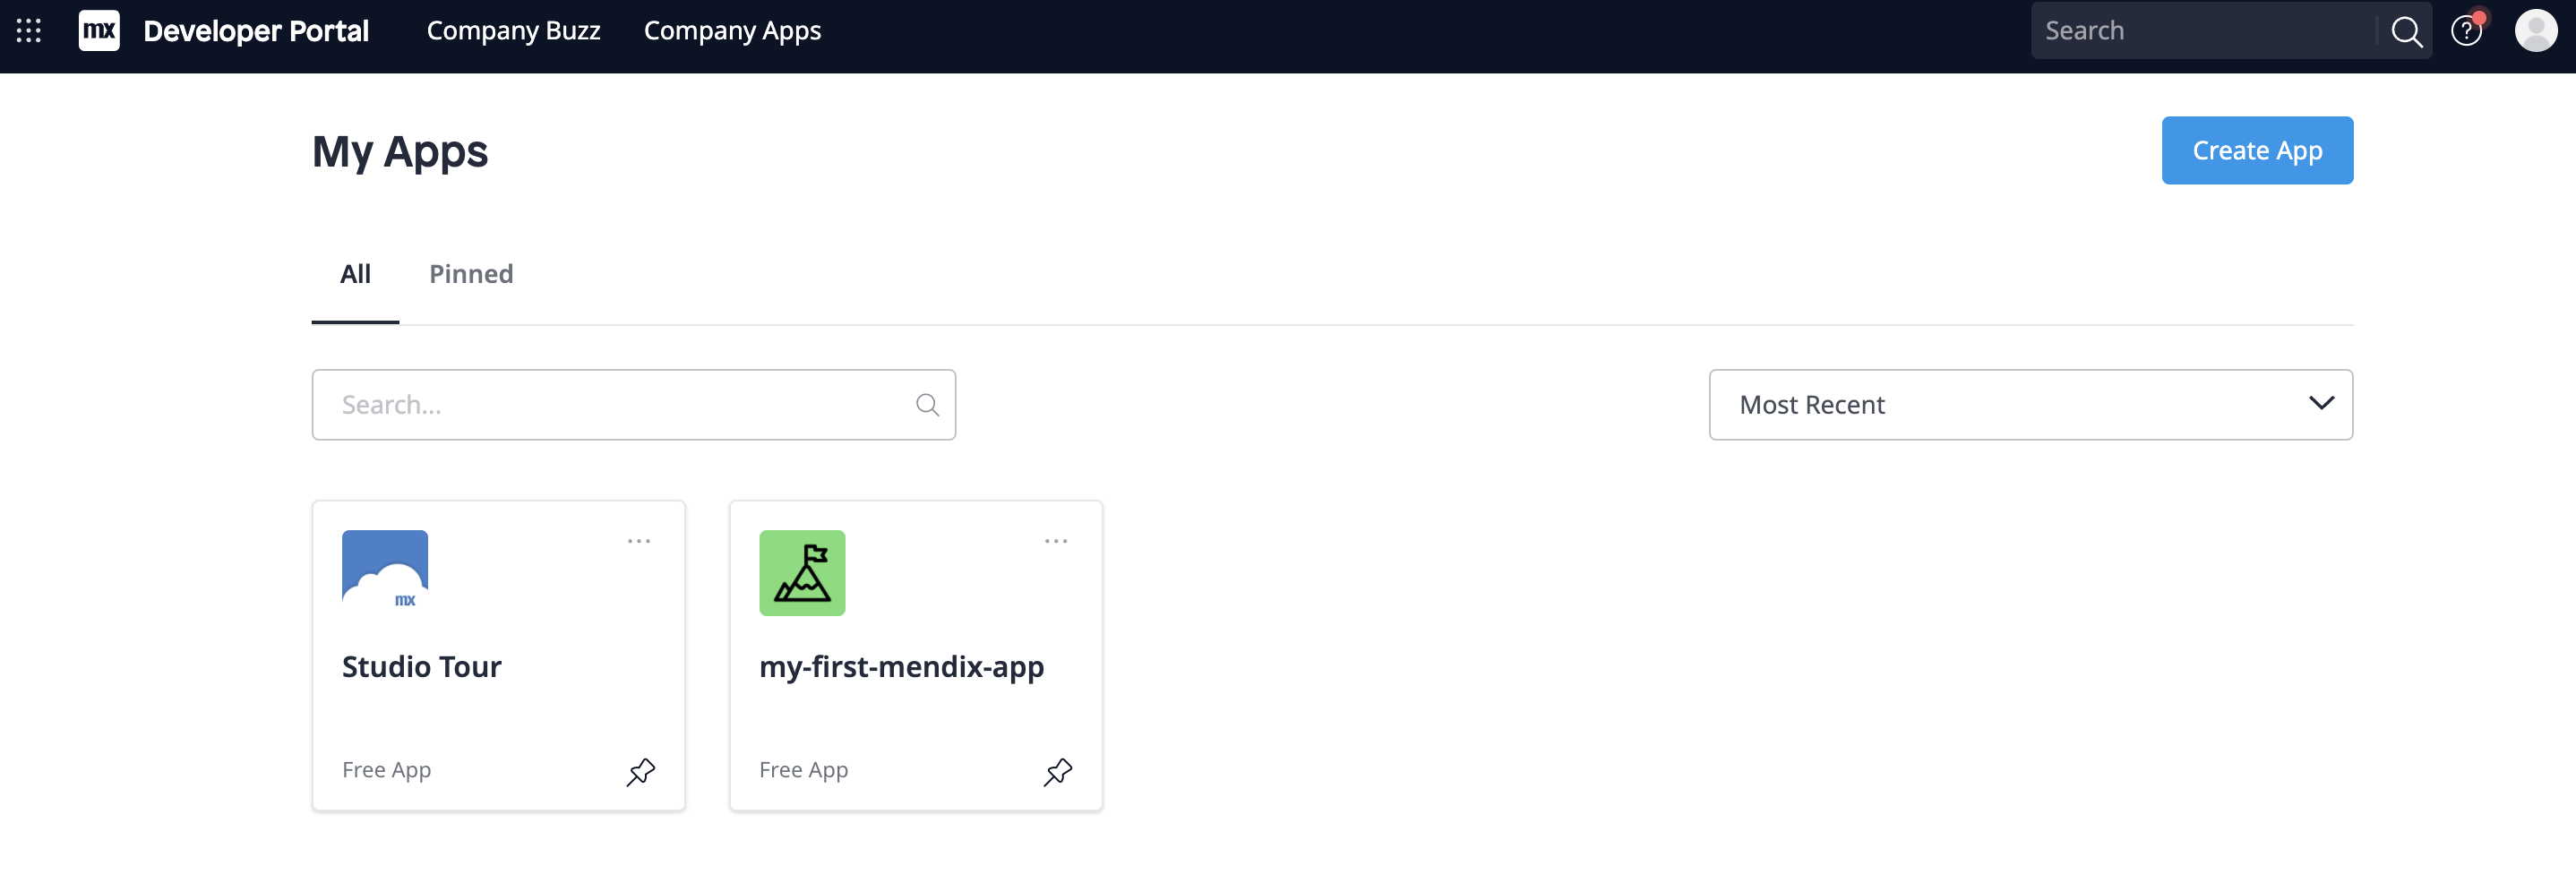 mx Developer Portal Company Buzz Company Apps Search ?
My Apps
Create App
All Pinned
Search...
Most Recent
mx
Studio Tour
Free App
my-first-mendix-app
Free App